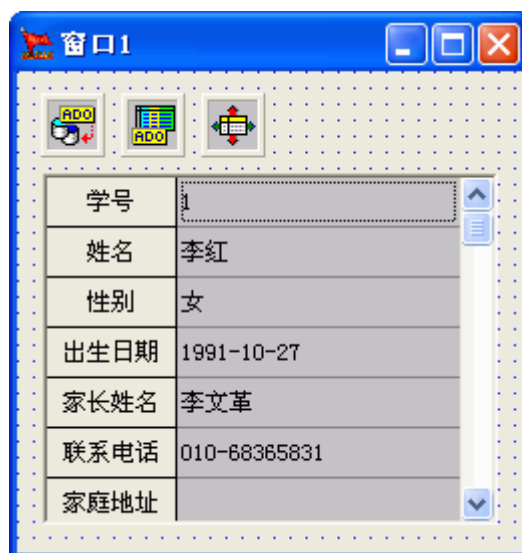 窗口1
ADO
ADO
学号 1
姓名 李红
性别 女
出生日期 1991-10-27
家长姓名 李文革
联系电话 010-68365831
家庭地址